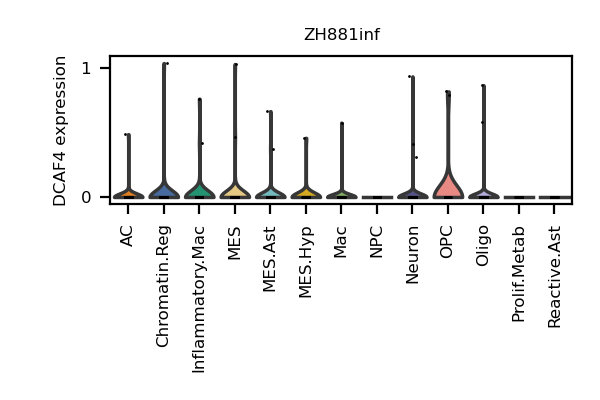 ZH881inf
DCAF4 expression
1
0
AC
Chromatin.Reg
Inflammatory.Mac
MES
MES.Ast
MES.Hyp
Mac
NPC
Neuron
OPC
Oligo
Prolif.Metab
Reactive.Ast